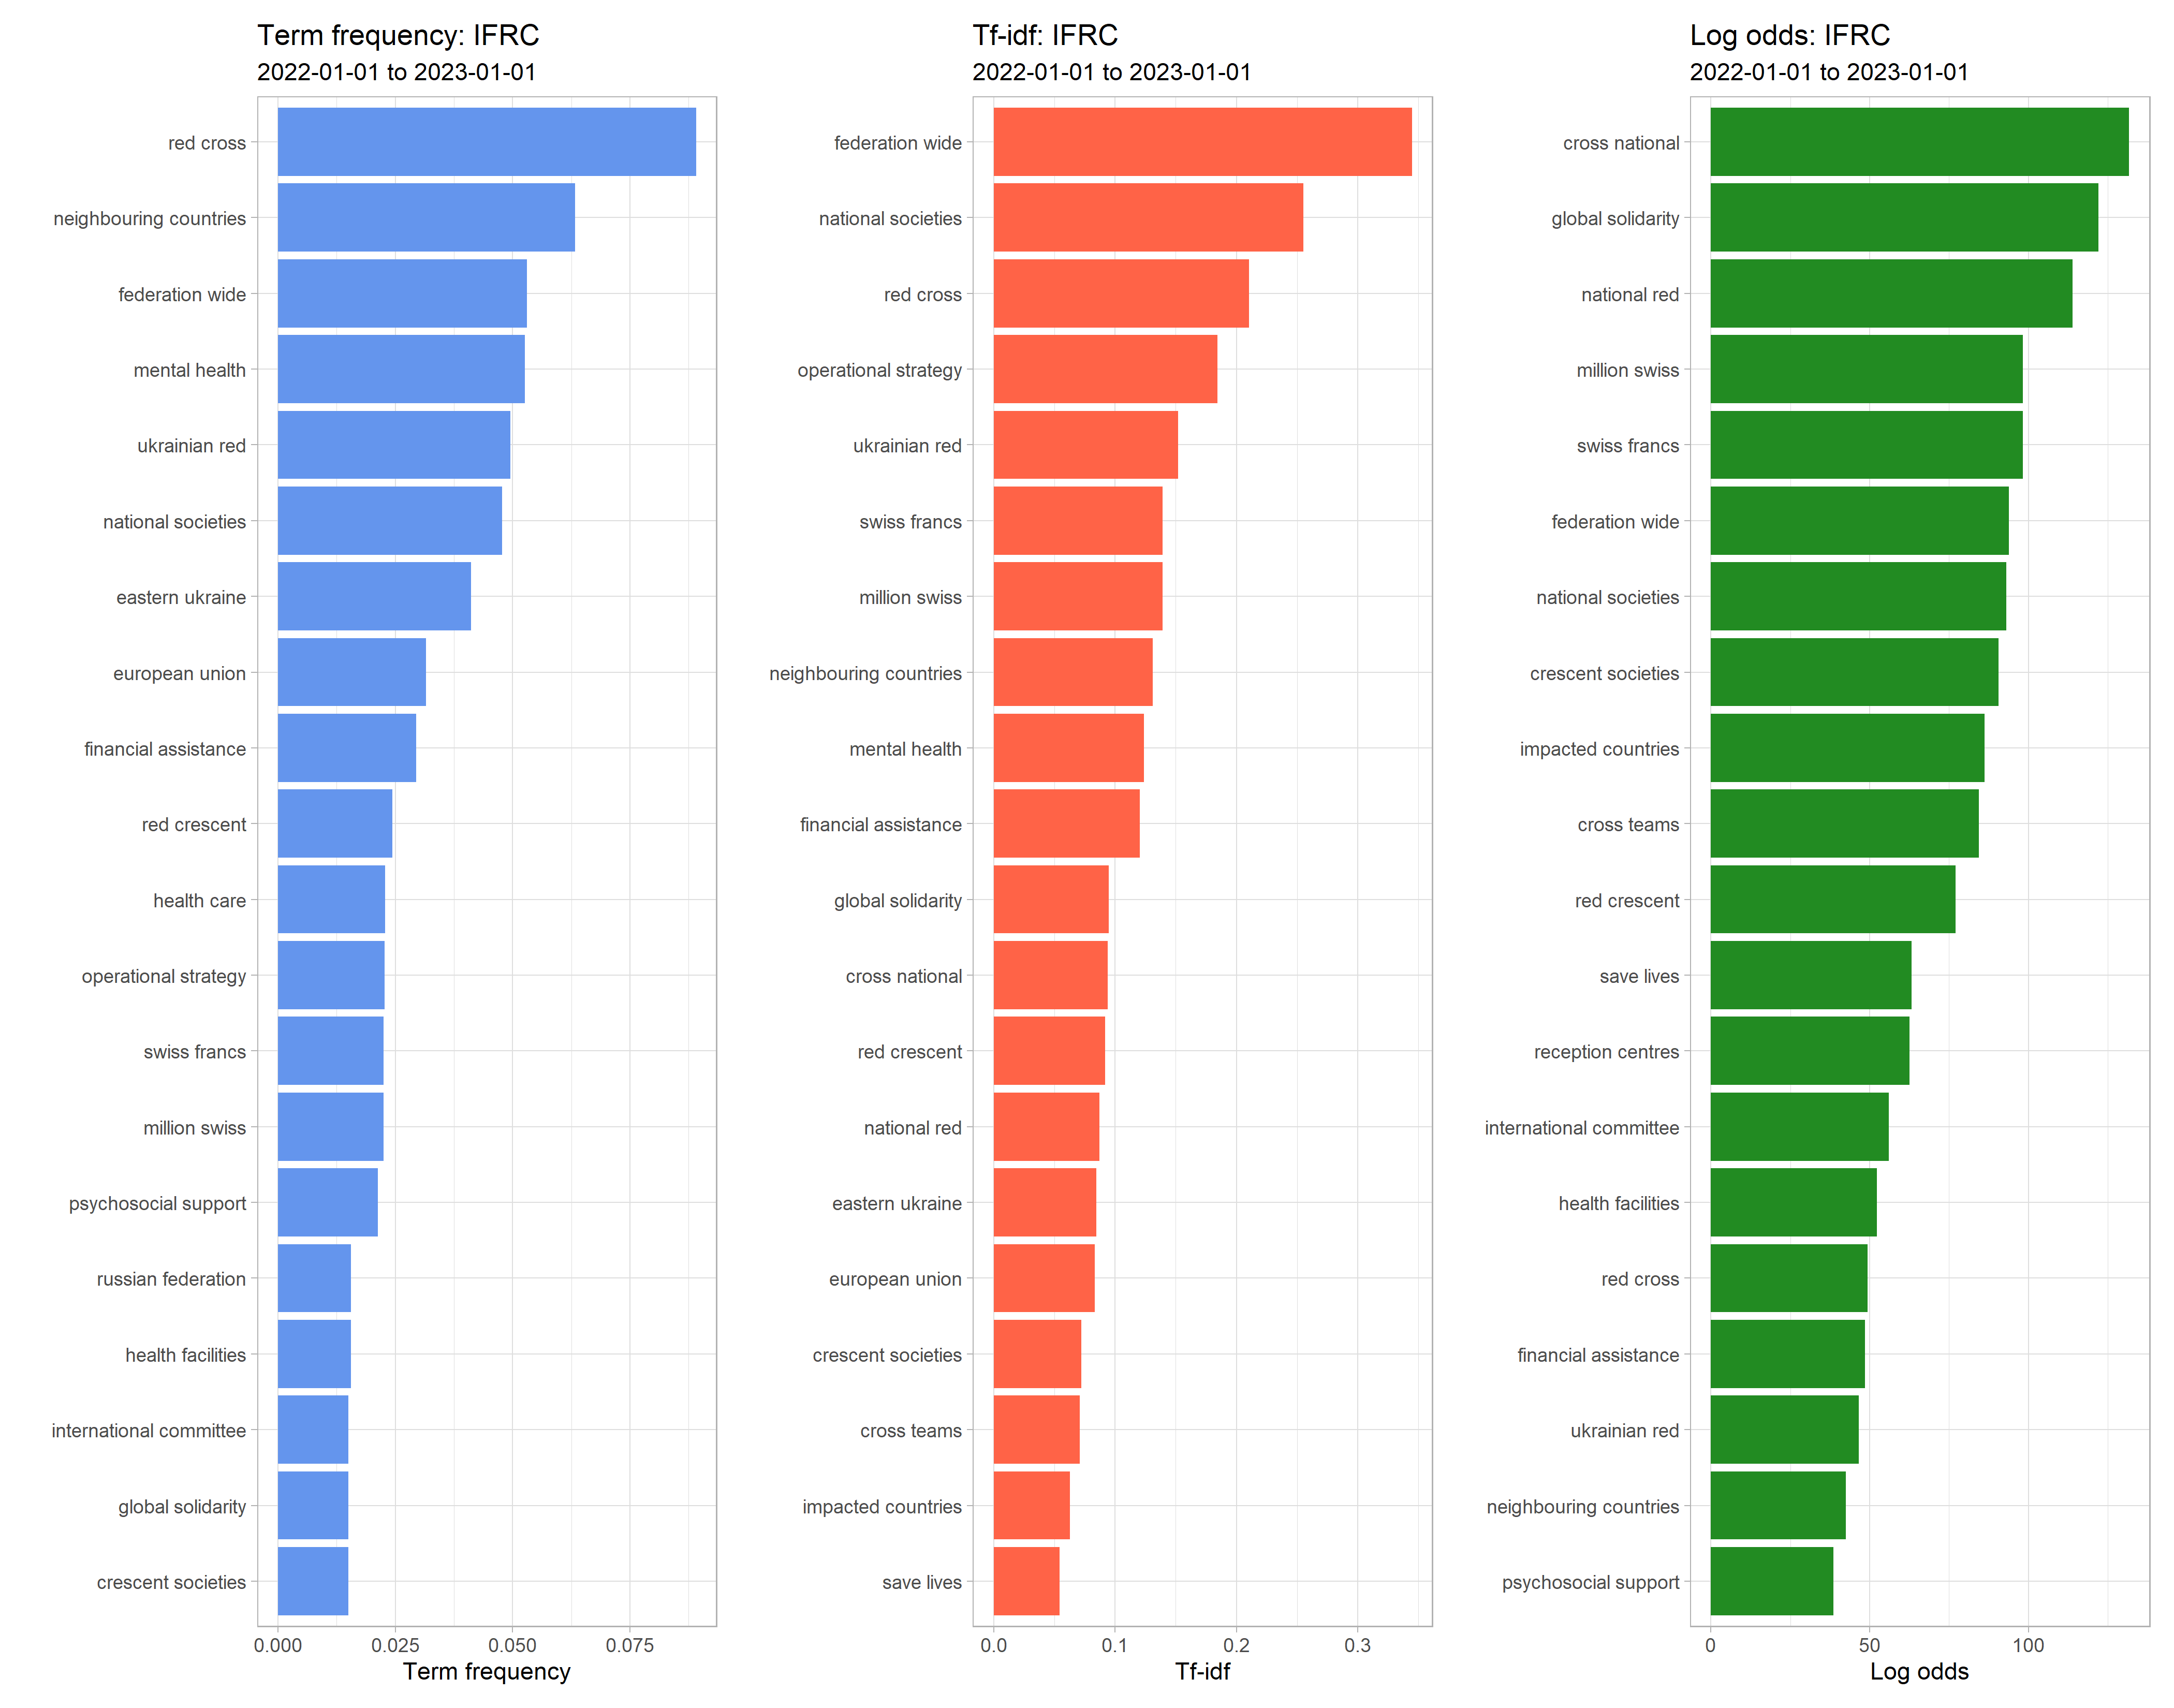 Term frequency: IFRC
2022-01-01 to 2023-01-01
red cross
neighbouring countries
federation wide
mental health
ukrainian red
national societies
eastern ukraine
european union
financial assistance
red crescent
health care
operational strategy
swiss francs
million swiss
psychosocial support
russian federation
health facilities
international committee
global solidarity
crescent societies
0.000 0.025 0.050 0.075
Term frequency
Tf-idf: IFRC
2022-01-01 to 2023-01-01
federation wide
national societies
red cross
operational strategy
ukrainian red
swiss francs
million swiss
neighbouring countries
mental health
financial assistance
global solidarity
cross national
red crescent
national red
eastern ukraine
european union
crescent societies
cross teams
impacted countries
save lives
0.0 0.1 0.2 0.3
Tf-idf
Log odds: IFRC
2022-01-01 to 2023-01-01
cross national
global solidarity
national red
million swiss
swiss francs
federation wide
national societies
crescent societies
impacted countries
cross teams
red crescent
save lives
reception centres
international committee
health facilities
red cross
financial assistance
ukrainian red
neighbouring countries
psychosocial support
0 50 100
Log odds